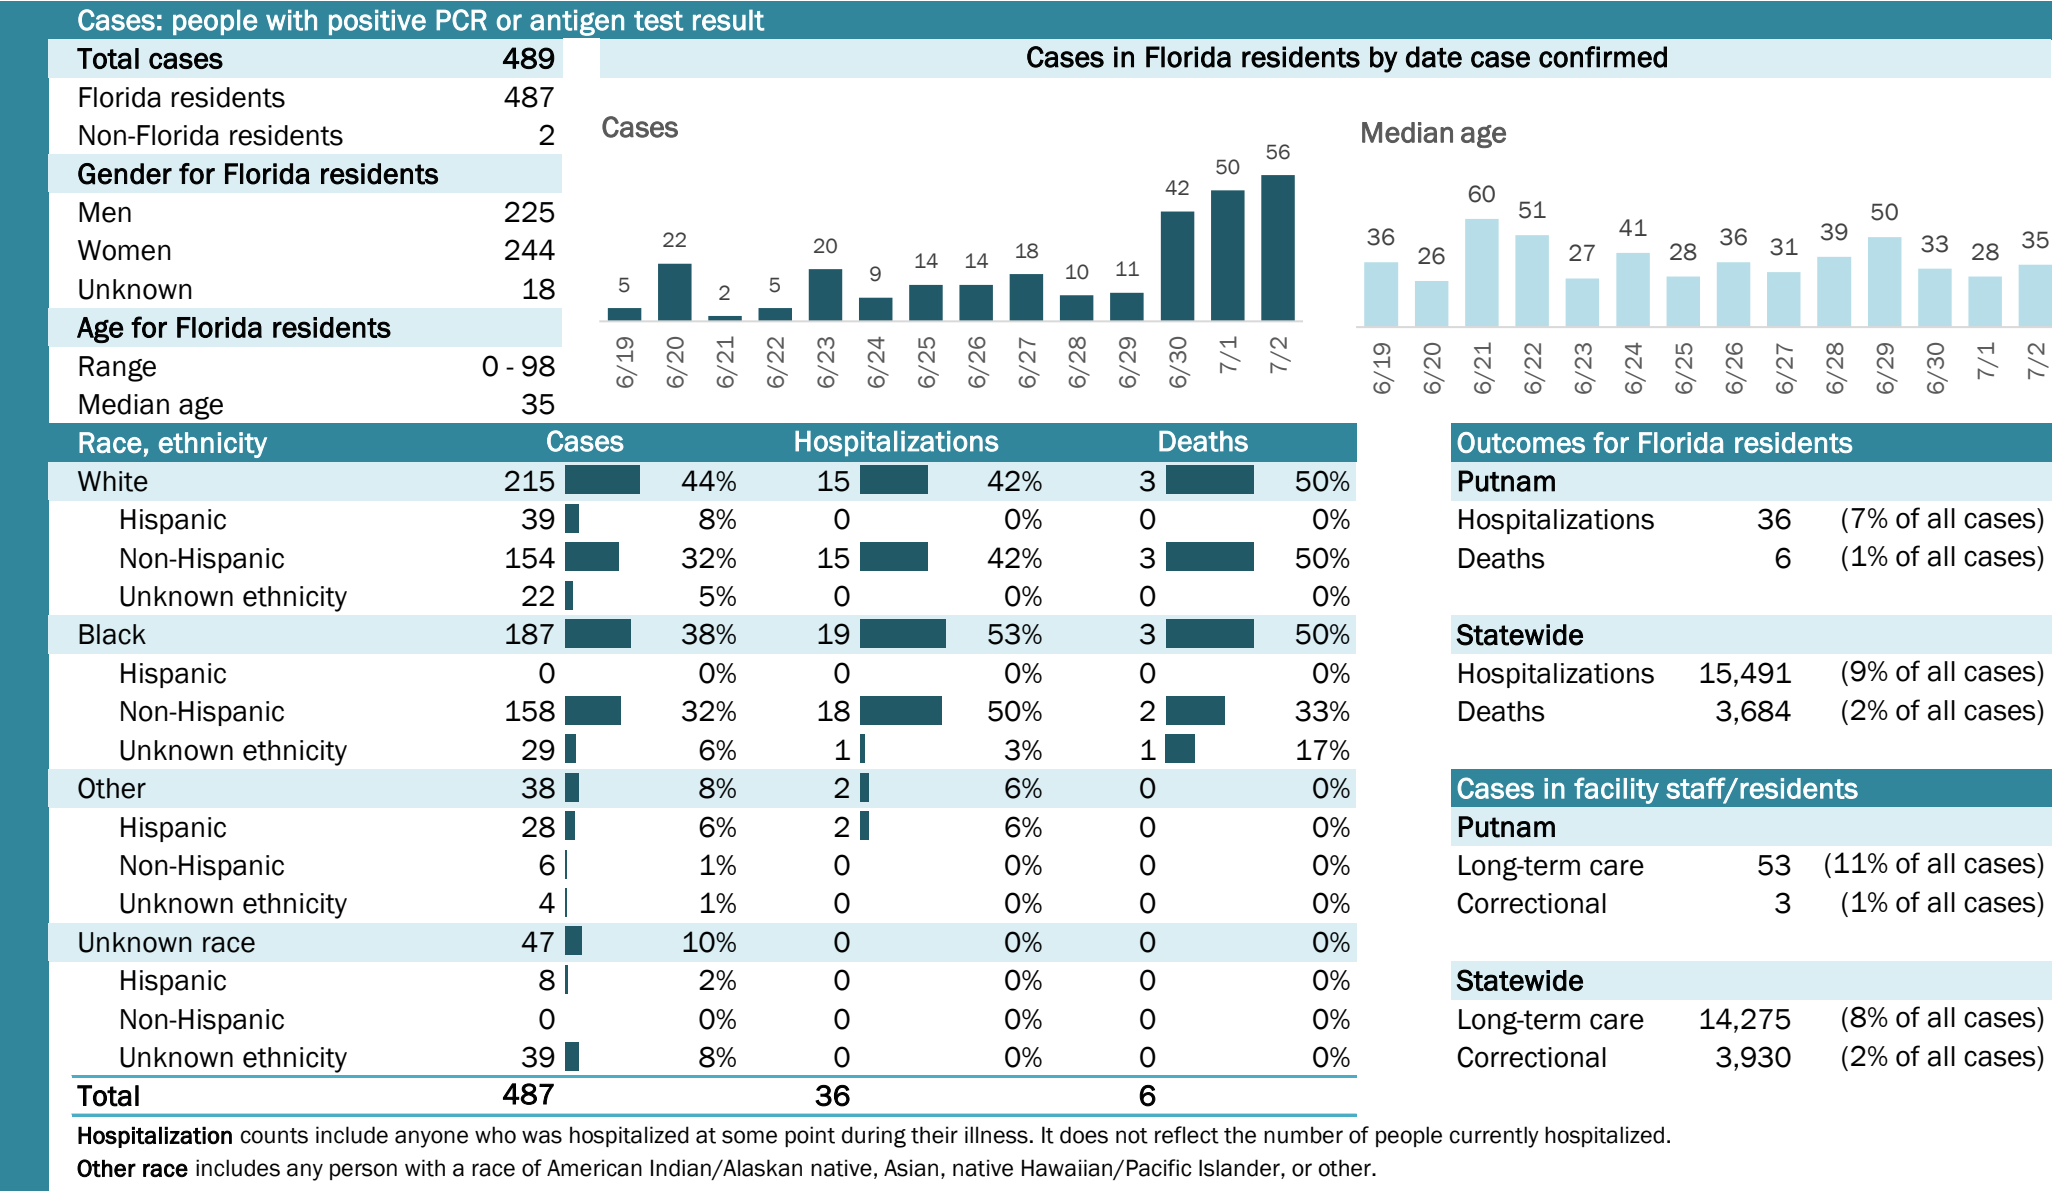 Cases: people with positive PCR or antigen test result
Total cases 489
Florida residents 487
Non-Florida residents 2
Gender for Florida residents
Men 225
Women 244
Unknown 18
Age for Florida residents
Range 0 - 98
Median age 35
Cases in Florida residents by date case confirmed
Cases
5 22 2 5 20 9 14 14 18 10 11 42 50 56
6/19 6/20 6/21 6/22 6/23 6/24 6/25 6/26 6/27 6/28 6/29 6/30 7/1 7/2
Median age
36 26 60 51 27 41 28 36 31 39 50 33 28 35
6/19 6/20 6/21 6/22 6/23 6/24 6/25 6/26 6/27 6/28 6/29 6/30 7/1 7/2
Race, ethnicity Cases Hospitalizations Deaths
White 215 44% 15 42% 3 50%
Hispanic 39 8% 0 0% 0 0%
Non-Hispanic 154 32% 15 42% 3 50%
Unknown ethnicity 22 5% 0 0% 0 0%
Black 187 38% 19 53% 3 50%
Hispanic 0 0% 0 0% 0 0%
Non-Hispanic 158 32% 18 50% 2 33%
Unknown ethnicity 29 6% 1 3% 1 17%
Other 38 8% 2 6% 0 0%
Hispanic 28 6% 2 6% 0 0%
Non-Hispanic 6 1% 0 0% 0 0%
Unknown ethnicity 4 1% 0 0% 0 0%
Unknown race 47 10% 0 0% 0 0%
Hispanic 8 2% 0 0% 0 0%
Non-Hispanic 0 0% 0 0% 0 0%
Unknown ethnicity 39 8% 0 0% 0 0%
Total 487 36 6
Outcomes for Florida residents
Putnam
Hospitalizations 36 (7% of all cases)
Deaths 6 (1% of all cases)
Statewide
Hospitalizations 15,491 (9% of all cases)
Deaths 3,684 (2% of all cases)
Cases in facility staff/residents
Putnam
Long-term care 53 (11% of all cases)
Correctional 3 (1% of all cases)
Statewide
Long-term care 14,275 (8% of all cases)
Correctional 3,930 (2% of all cases)
Hospitalization counts include anyone who was hospitalized at some point during their illness. It does not reflect the number of people currently hospitalized.
Other race includes any person with a race of American Indian/Alaskan native, Asian, native Hawaiian/Pacific Islander, or other.